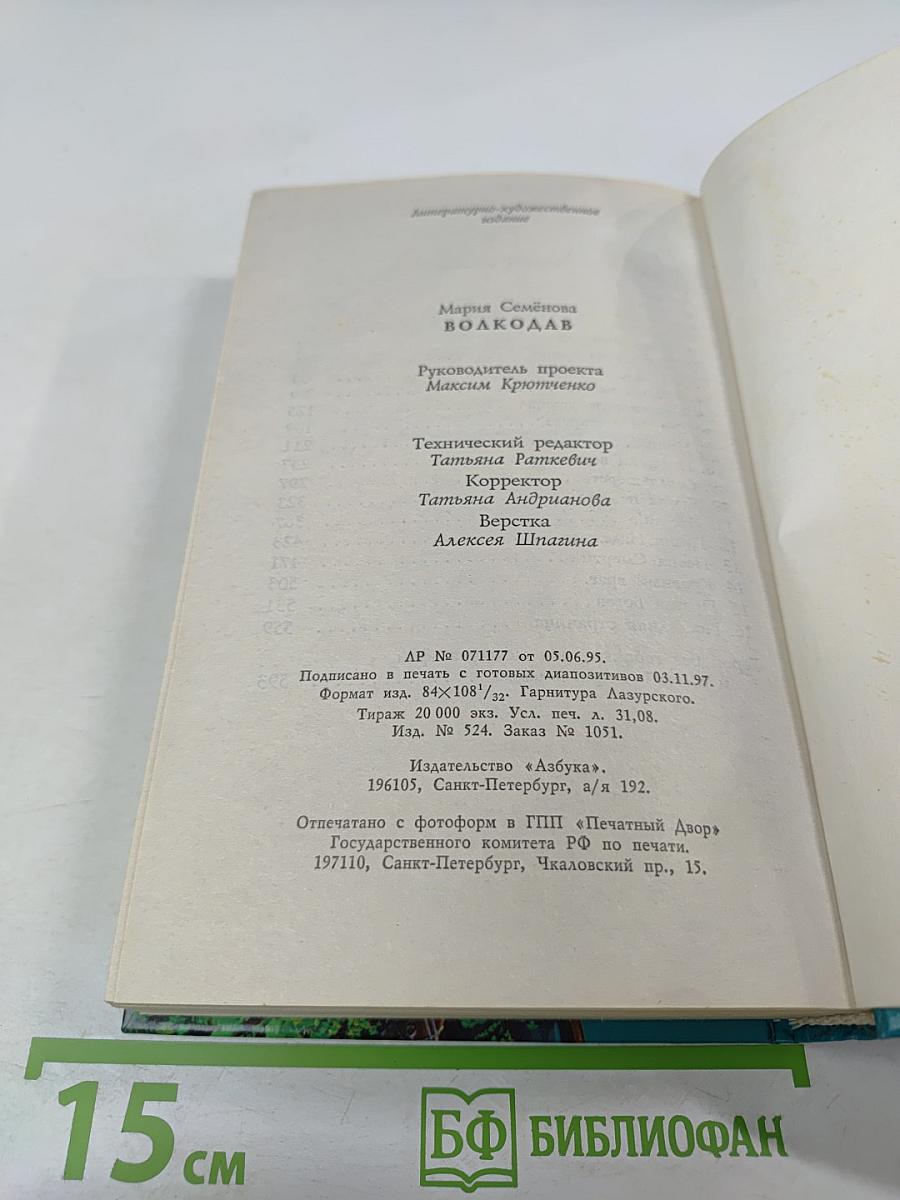 Литературно-художественное
издание
Мария Семёнова
ВОЛКОДАВ
Руководитель проекта
Максим Крютченко
Технический редактор
Татьяна Раткевич
Корректор
Татьяна Андрианова
Верстка
Алексея Шпагина
ЛР № 071177 от 05.06.95.
Подписано в печать с готовых диапозитивов 03.11.97.
Формат изд. 84×108¹/₃₂. Гарнитура Лазурского.
Тираж 20 000 экз. Усл. печ. л. 31,08.
Изд. № 524. Заказ № 1051.
Издательство «Азбука».
196105, Санкт-Петербург, а/я 192.
Отпечатано с фотоформ в ГПП «Печатный Двор»
Государственного комитета РФ по печати.
197110, Санкт-Петербург, Чкаловский пр., 15.
15 см
БФ БИБЛИОФАН